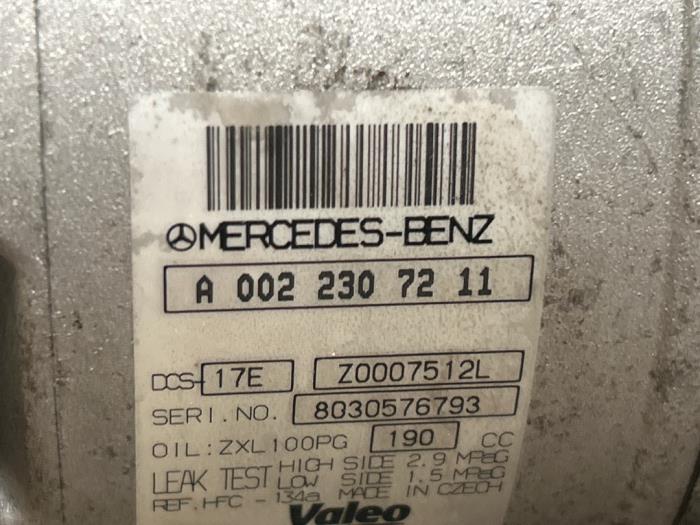 MERCEDES-BENZ
A 002 230 72 11
DCS-17E Z0007512L
SERI.NO. 8030576793
OIL:ZXL100PG 190 CC
LEAK TEST HIGH SIDE 2.9 MPaG
LOW SIDE 1.5 MPaG
REF.HFC - 134a MADE IN CZECH
Valeo